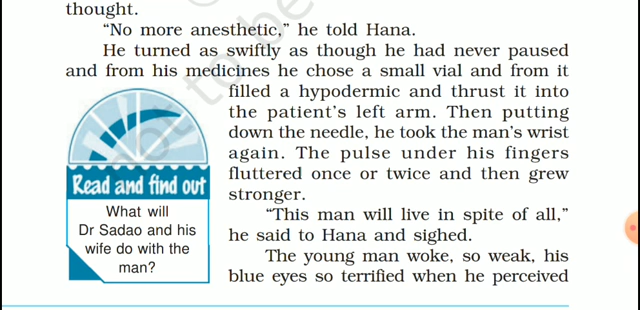 thought.
“No more anesthetic,” he told Hana.
He turned as swiftly as though he had never paused
and from his medicines he chose a small vial and from it
filled a hypodermic and thrust it into
the patient’s left arm. Then putting
down the needle, he took the man’s wrist
again. The pulse under his fingers
fluttered once or twice and then grew
stronger.
“This man will live in spite of all,”
he said to Hana and sighed.
The young man woke, so weak, his
blue eyes so terrified when he perceived
Read and find out
What will
Dr Sadao and his
wife do with the
man?
not to be